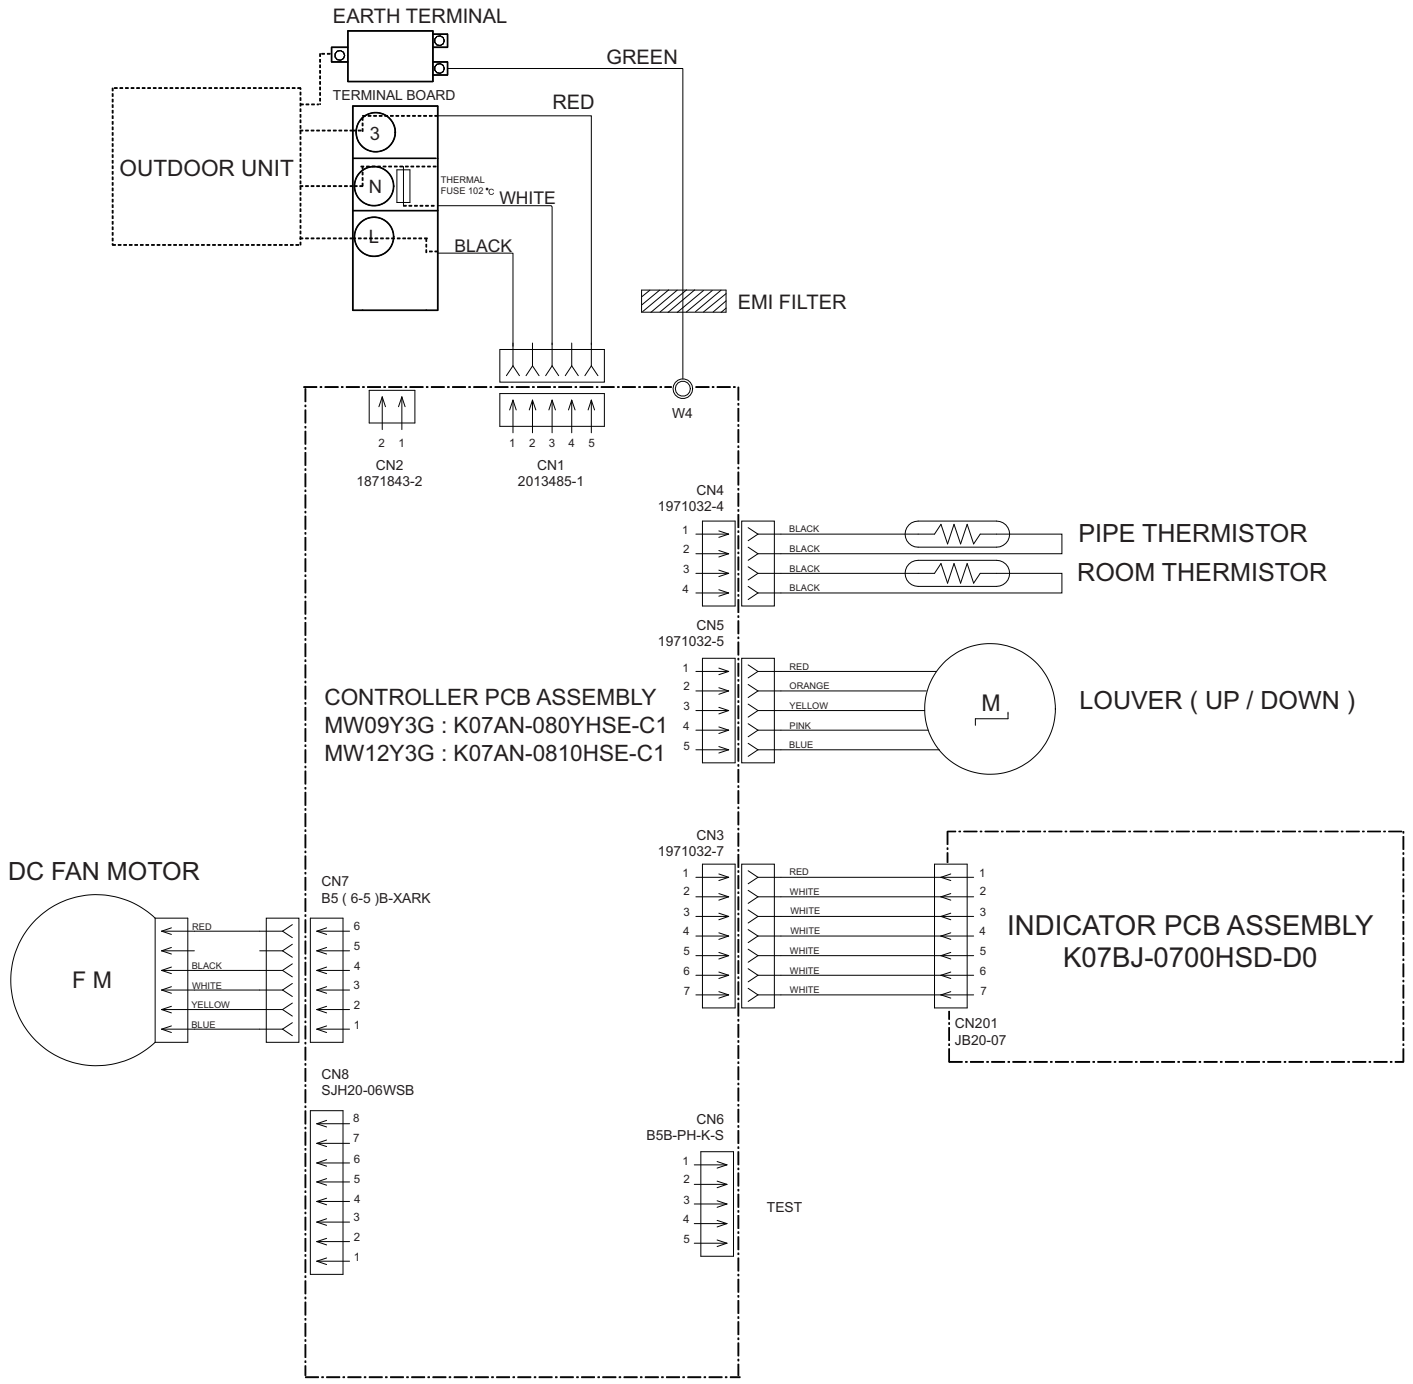 EARTH TERMINAL
GREEN
TERMINAL BOARD
RED
3
OUTDOOR UNIT
THERMAL
FUSE 102°C
N
WHITE
L
BLACK
EMI FILTER
W4
2 1
1 2 3 4 5
CN2
1871843-2
CN1
2013485-1
CN4
1971032-4
1 BLACK
2 BLACK
3 BLACK
4 BLACK
PIPE THERMISTOR
ROOM THERMISTOR
CN5
1971032-5
1 RED
2 ORANGE
3 YELLOW
4 PINK
5 BLUE
M
LOUVER ( UP / DOWN )
CONTROLLER PCB ASSEMBLY
MW09Y3G : K07AN-080YHSE-C1
MW12Y3G : K07AN-0810HSE-C1
CN3
1971032-7
1 RED 1
2 WHITE 2
3 WHITE 3
4 WHITE 4
5 WHITE 5
6 WHITE 6
7 WHITE 7
INDICATOR PCB ASSEMBLY
K07BJ-0700HSD-D0
CN201
JB20-07
DC FAN MOTOR
CN7
B5 ( 6-5 )B-XARK
F M
RED 6
5
BLACK 4
WHITE 3
YELLOW 2
BLUE 1
CN8
SJH20-06WSB
8
7
6
5
4
3
2
1
CN6
B5B-PH-K-S
1
2
3
4
5
TEST